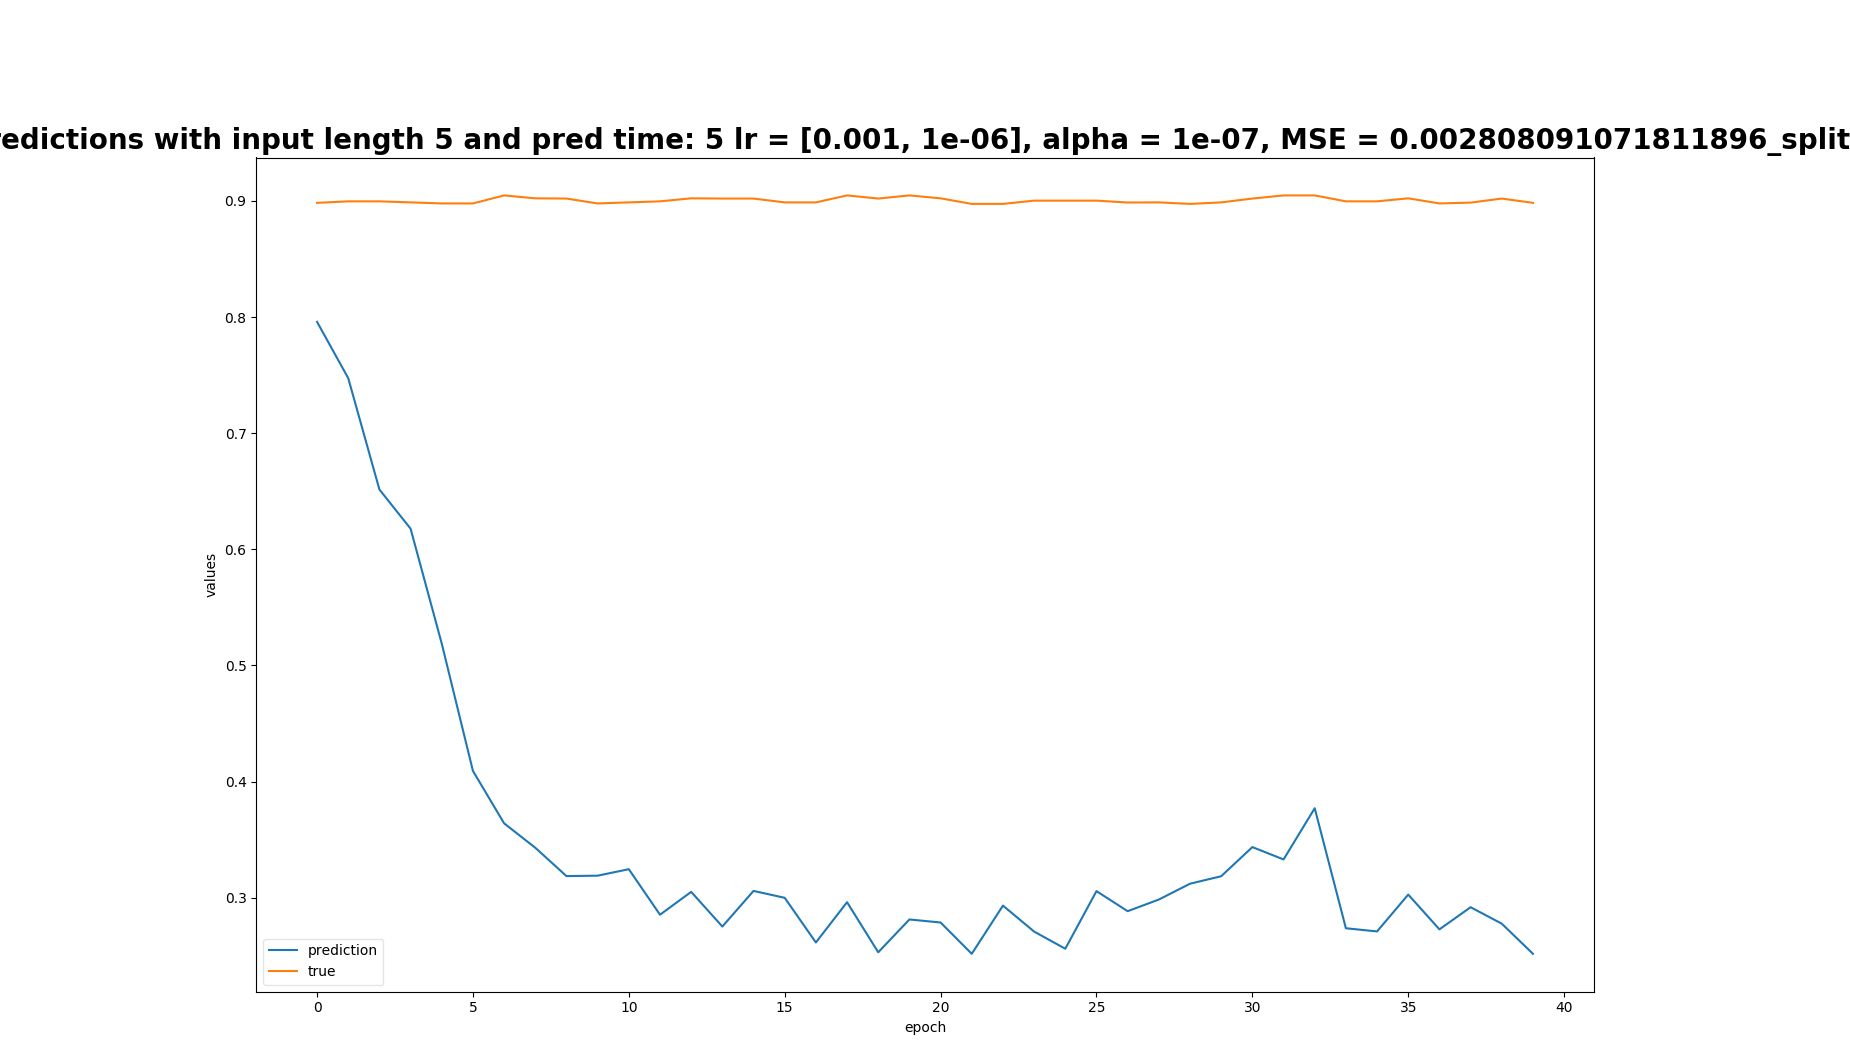 edictions with input length 5 and pred time: 5 lr = [0.001, 1e-06], alpha = 1e-07, MSE = 0.002808091071811896_split
0.9
0.8
0.7
0.6
0.5
0.4
0.3
values
prediction
true
0 5 10 15 20 25 30 35 40
epoch